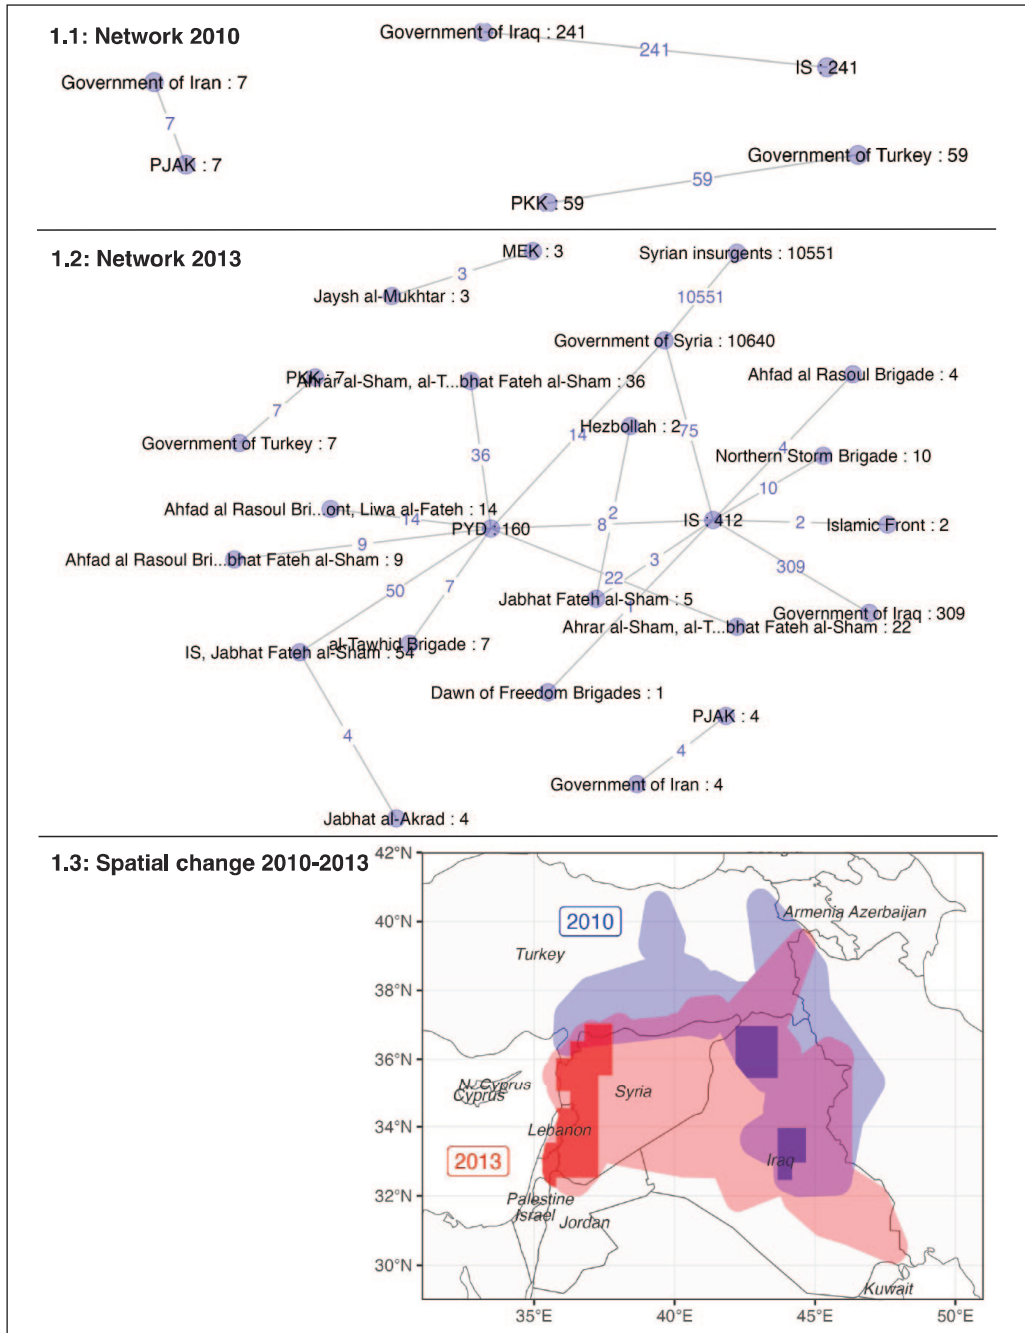 1.1: Network 2010
Government of Iraq : 241
241
IS : 241
Government of Iran : 7
7
PJAK : 7
Government of Turkey : 59
59
PKK : 59
1.2: Network 2013
MEK : 3
3
Jaysh al-Mukhtar : 3
Syrian insurgents : 10551
10551
Government of Syria : 10640
PKK : 7
Ahrar al-Sham, al-T...bhat Fateh al-Sham : 36
Ahfad al Rasoul Brigade : 4
7
Hezbollah : 2
75
14
4
Government of Turkey : 7
36
Northern Storm Brigade : 10
10
Ahfad al Rasoul Bri...ont, Liwa al-Fateh : 14
14
PYD : 160
8
2
IS : 412
2
Islamic Front : 2
9
Ahfad al Rasoul Bri...bhat Fateh al-Sham : 9
3
309
50
7
22
Jabhat Fateh al-Sham : 5
1
Government of Iraq : 309
Ahrar al-Sham, al-T...bhat Fateh al-Sham : 22
al-Tawhid Brigade : 7
IS, Jabhat Fateh al-Sham : 54
Dawn of Freedom Brigades : 1
PJAK : 4
4
4
Government of Iran : 4
Jabhat al-Akrad : 4
1.3: Spatial change 2010-2013
42°N
40°N
38°N
36°N
34°N
32°N
30°N
2010
Armenia Azerbaijan
Turkey
N. Cyprus
Cyprus
Syria
Lebanon
2013
Iraq
Palestine
Israel
Jordan
Kuwait
35°E
40°E
45°E
50°E